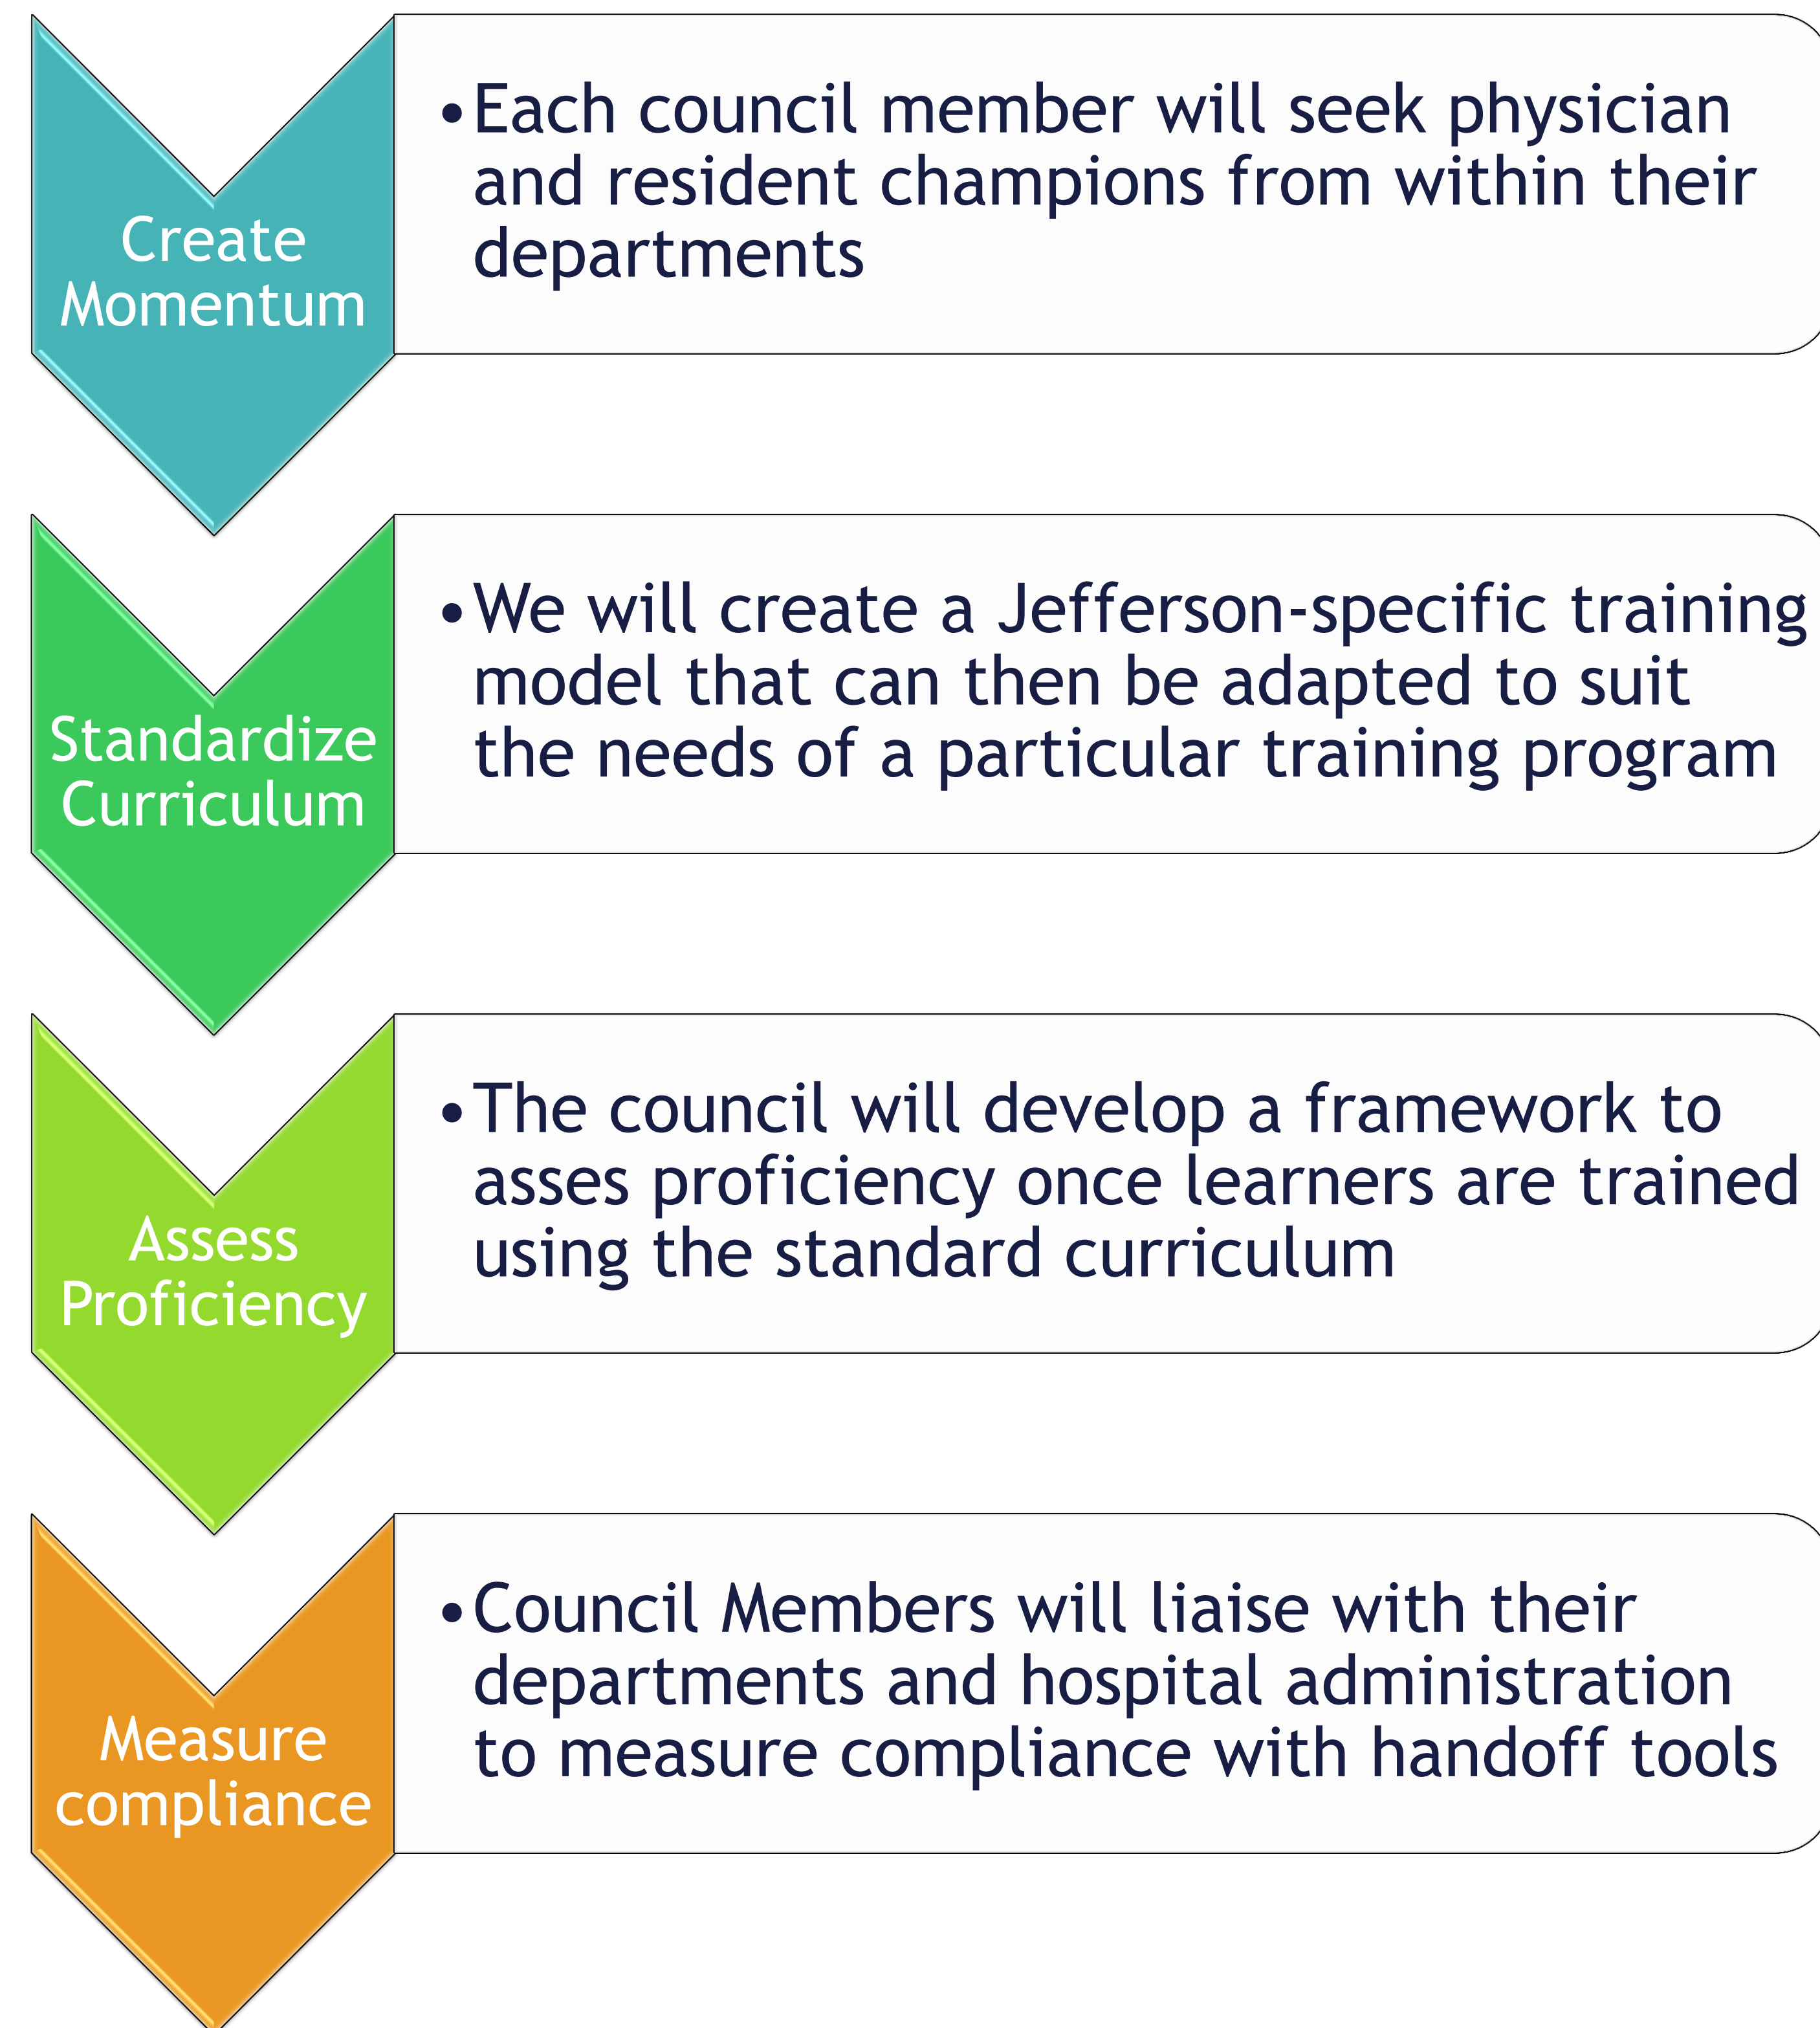 Create
Momentum
•Each council member will seek physician
and resident champions from within their
departments
Standardize
Curriculum
•We will create a Jefferson-specific training
model that can then be adapted to suit
the needs of a particular training program
Assess
Proficiency
•The council will develop a framework to
asses proficiency once learners are trained
using the standard curriculum
Measure
compliance
•Council Members will liaise with their
departments and hospital administration
to measure compliance with handoff tools